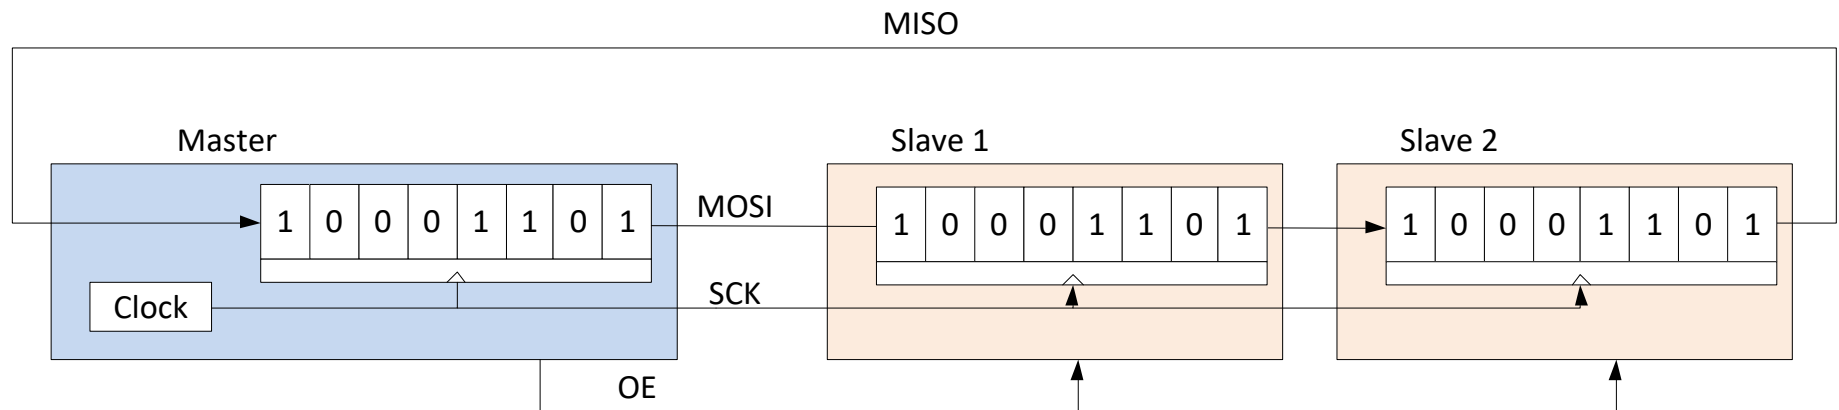 MISO
Master
Slave 1
Slave 2
1 0 0 0 1 1 0 1
MOSI
1 0 0 0 1 1 0 1
1 0 0 0 1 1 0 1
Clock
SCK
OE